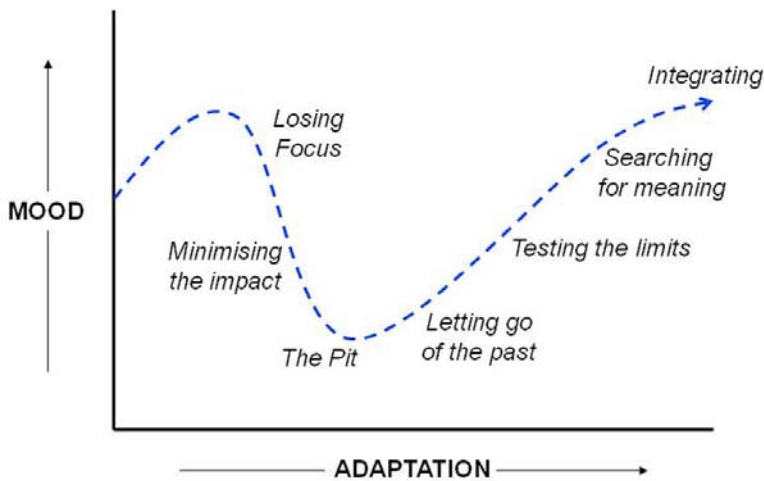 Integrating
Losing
Focus
Searching
for meaning
MOOD
Minimising
the impact
Testing the limits
Letting go
of the past
The Pit
ADAPTATION